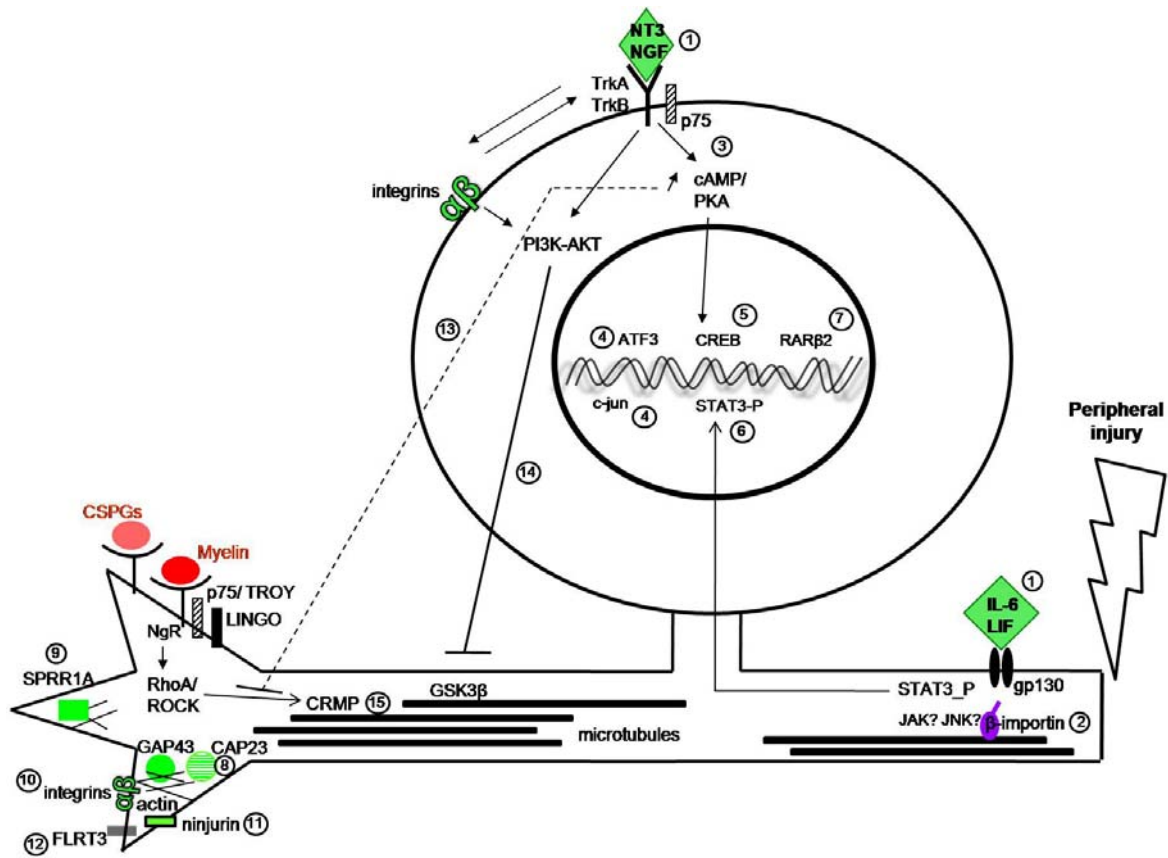 NT3
NGF
1
TrkA
TrkB
p75
3
cAMP/
PKA
integrins
αβ
PI3K-AKT
13
4
ATF3
5
CREB
7
RARβ2
c-jun
4
STAT3-P
6
Peripheral
injury
14
CSPGs
Myelin
p75/ TROY
LINGO
NgR
1
IL-6
LIF
9
SPRR1A
RhoA/
ROCK
CRMP
15
GSK3β
STAT3_P
gp130
JAK? JNK?
β-importin
2
microtubules
GAP43
CAP23
8
10
integrins
αβ
actin
ninjurin
11
12
FLRT3